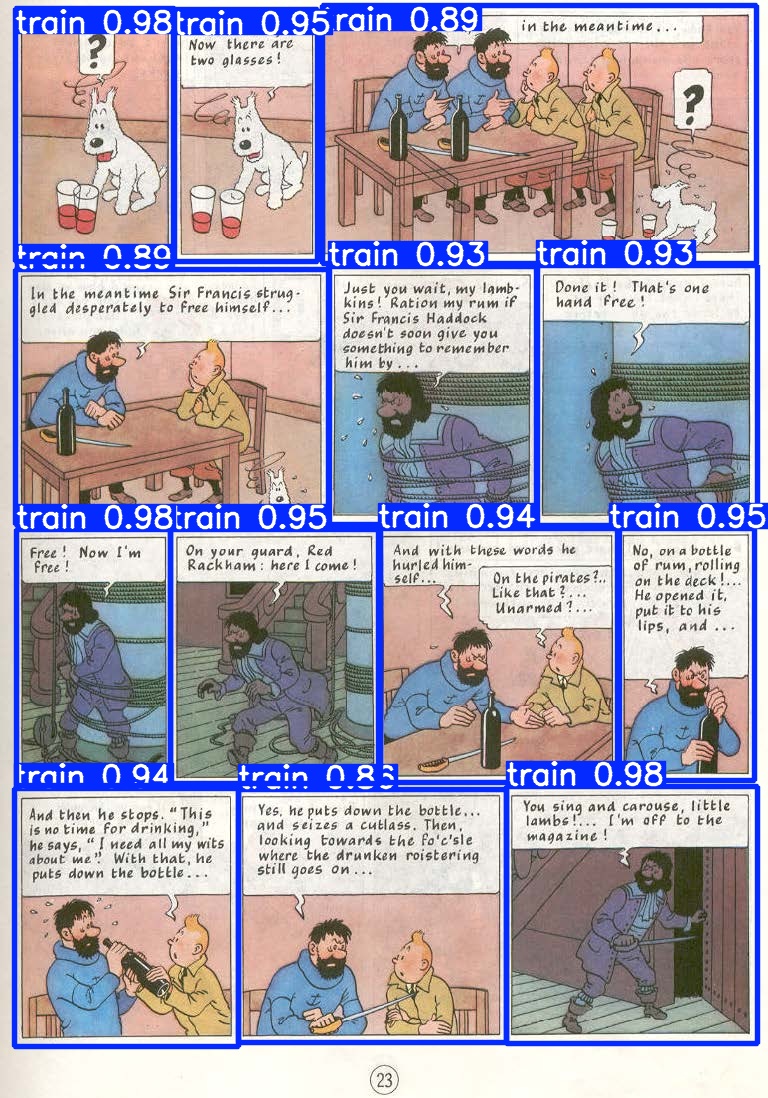 train 0.98
?
train 0.95
Now there are
two glasses!
train 0.89
in the meantime...
?
train 0.89
In the meantime Sir Francis strug-
gled desperately to free himself...
train 0.93
Just you wait, my lamb-
kins! Ration my rum if
Sir Francis Haddock
doesn't soon give you
something to remember
him by...
train 0.93
Done it! That's one
hand free!
train 0.98
Free! Now I'm
free!
train 0.95
On your guard, Red
Rackham: here I come!
train 0.94
And with these words he
hurled him-
self...
On the pirates?..
Like that?...
Unarmed?...
train 0.95
No, on a bottle
of rum, rolling
on the deck!...
He opened it,
put it to his
lips, and ...
train 0.94
And then he stops. "This
is no time for drinking,"
he says, "I need all my wits
about me". With that, he
puts down the bottle...
train 0.86
Yes, he puts down the bottle...
and seizes a cutlass. Then,
looking towards the fo'c'sle
where the drunken roistering
still goes on...
train 0.98
You sing and carouse, little
lambs!... I'm off to the
magazine!
23